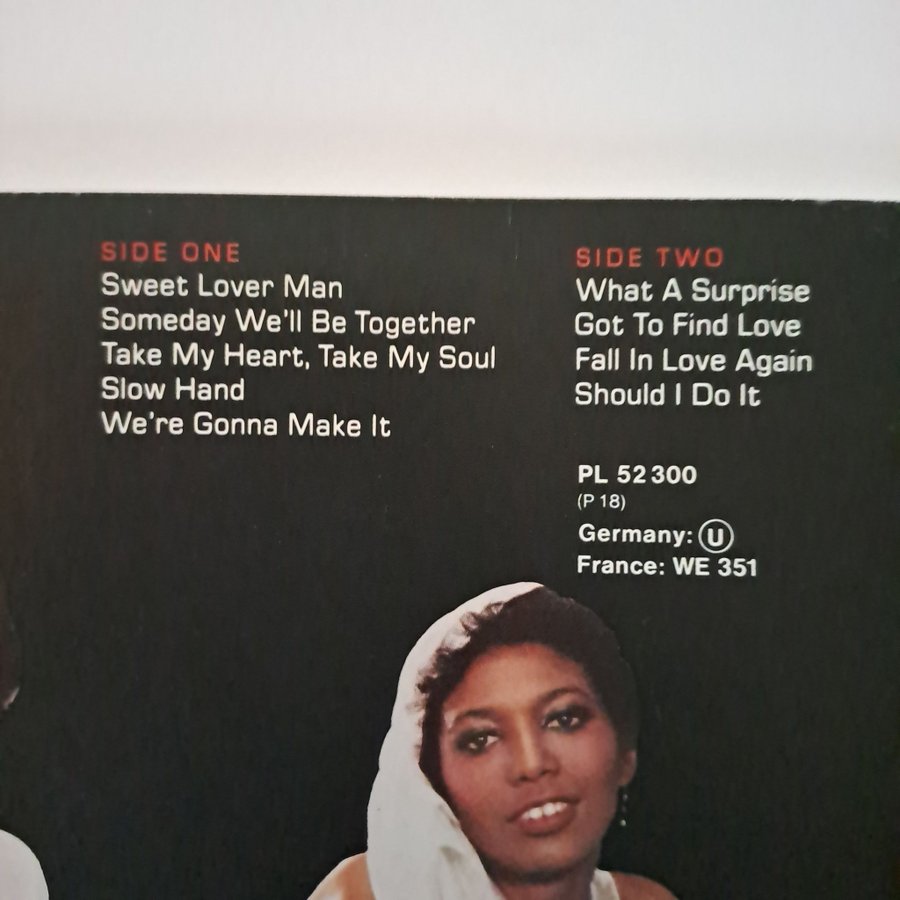 SIDE ONE
Sweet Lover Man
Someday We'll Be Together
Take My Heart, Take My Soul
Slow Hand
We're Gonna Make It
SIDE TWO
What A Surprise
Got To Find Love
Fall In Love Again
Should I Do It
PL 52300
(P 18)
Germany: U
France: WE 351